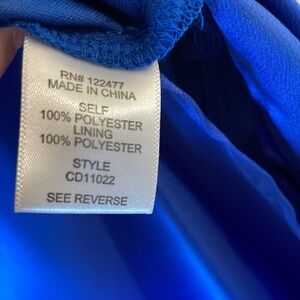 RN# 122477
MADE IN CHINA
SELF
100% POLYESTER
LINING
100% POLYESTER
STYLE
CD11022
SEE REVERSE